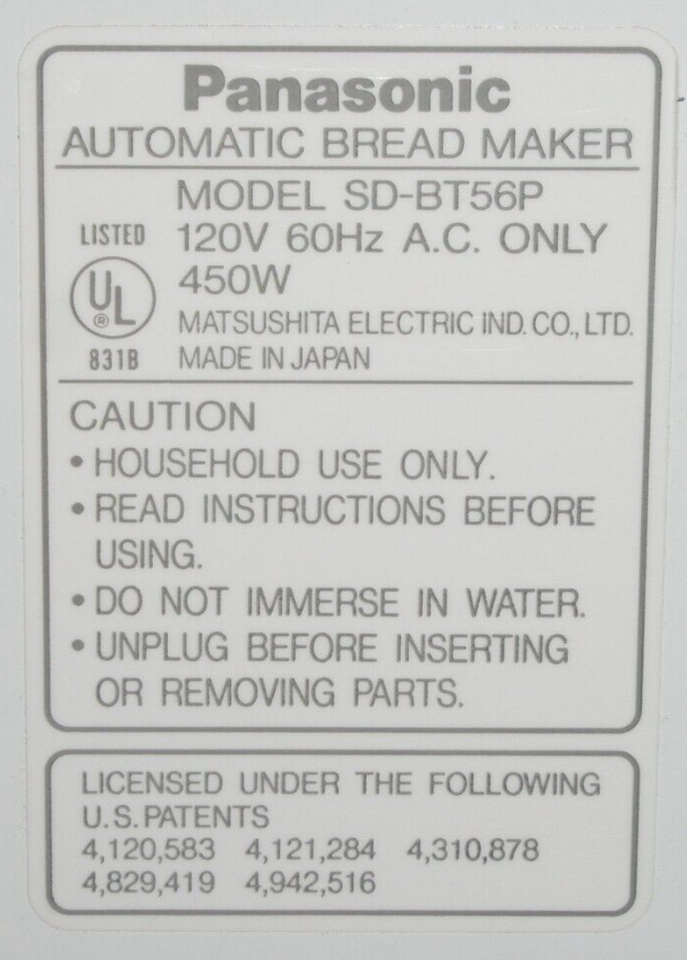 Panasonic
AUTOMATIC BREAD MAKER
MODEL SD-BT56P
LISTED
120V 60Hz A.C. ONLY
UL ®
450W
MATSUSHITA ELECTRIC IND. CO., LTD.
831B
MADE IN JAPAN
CAUTION
• HOUSEHOLD USE ONLY.
• READ INSTRUCTIONS BEFORE
USING.
• DO NOT IMMERSE IN WATER.
• UNPLUG BEFORE INSERTING
OR REMOVING PARTS.
LICENSED UNDER THE FOLLOWING
U.S.PATENTS
4,120,583 4,121,284 4,310,878
4,829,419 4,942,516